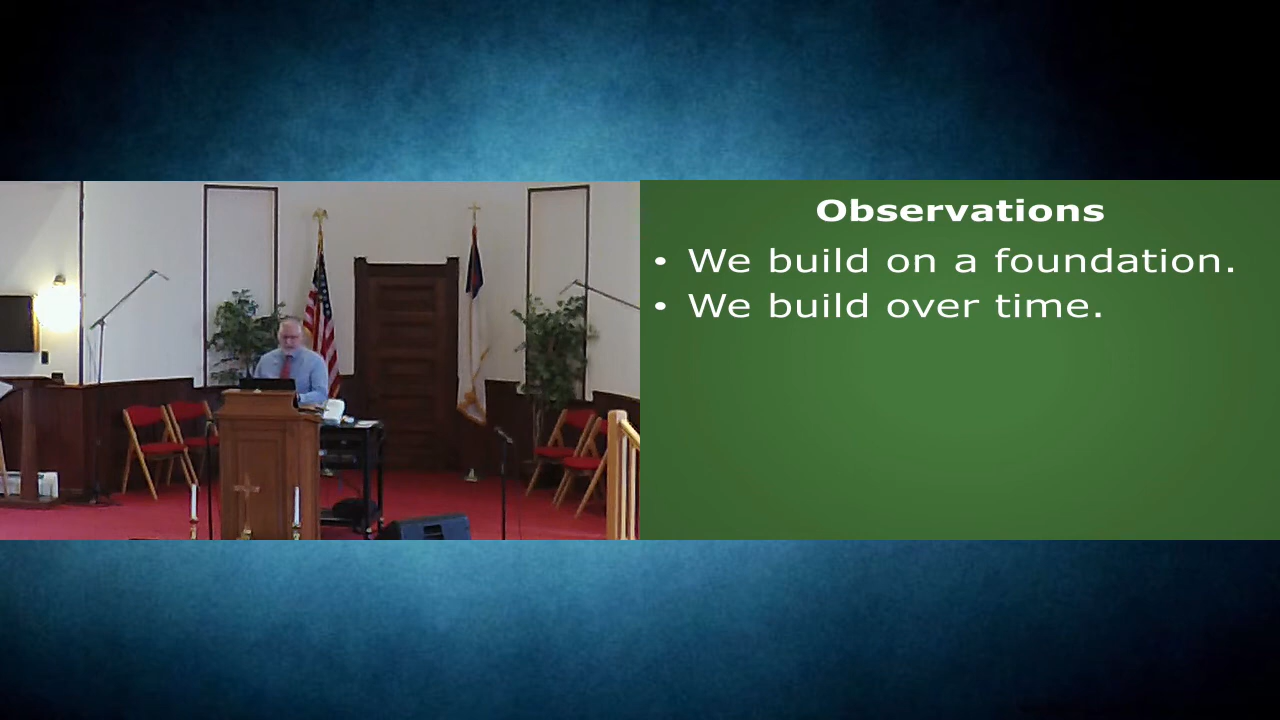 Observations
• We build on a foundation.
• We build over time.